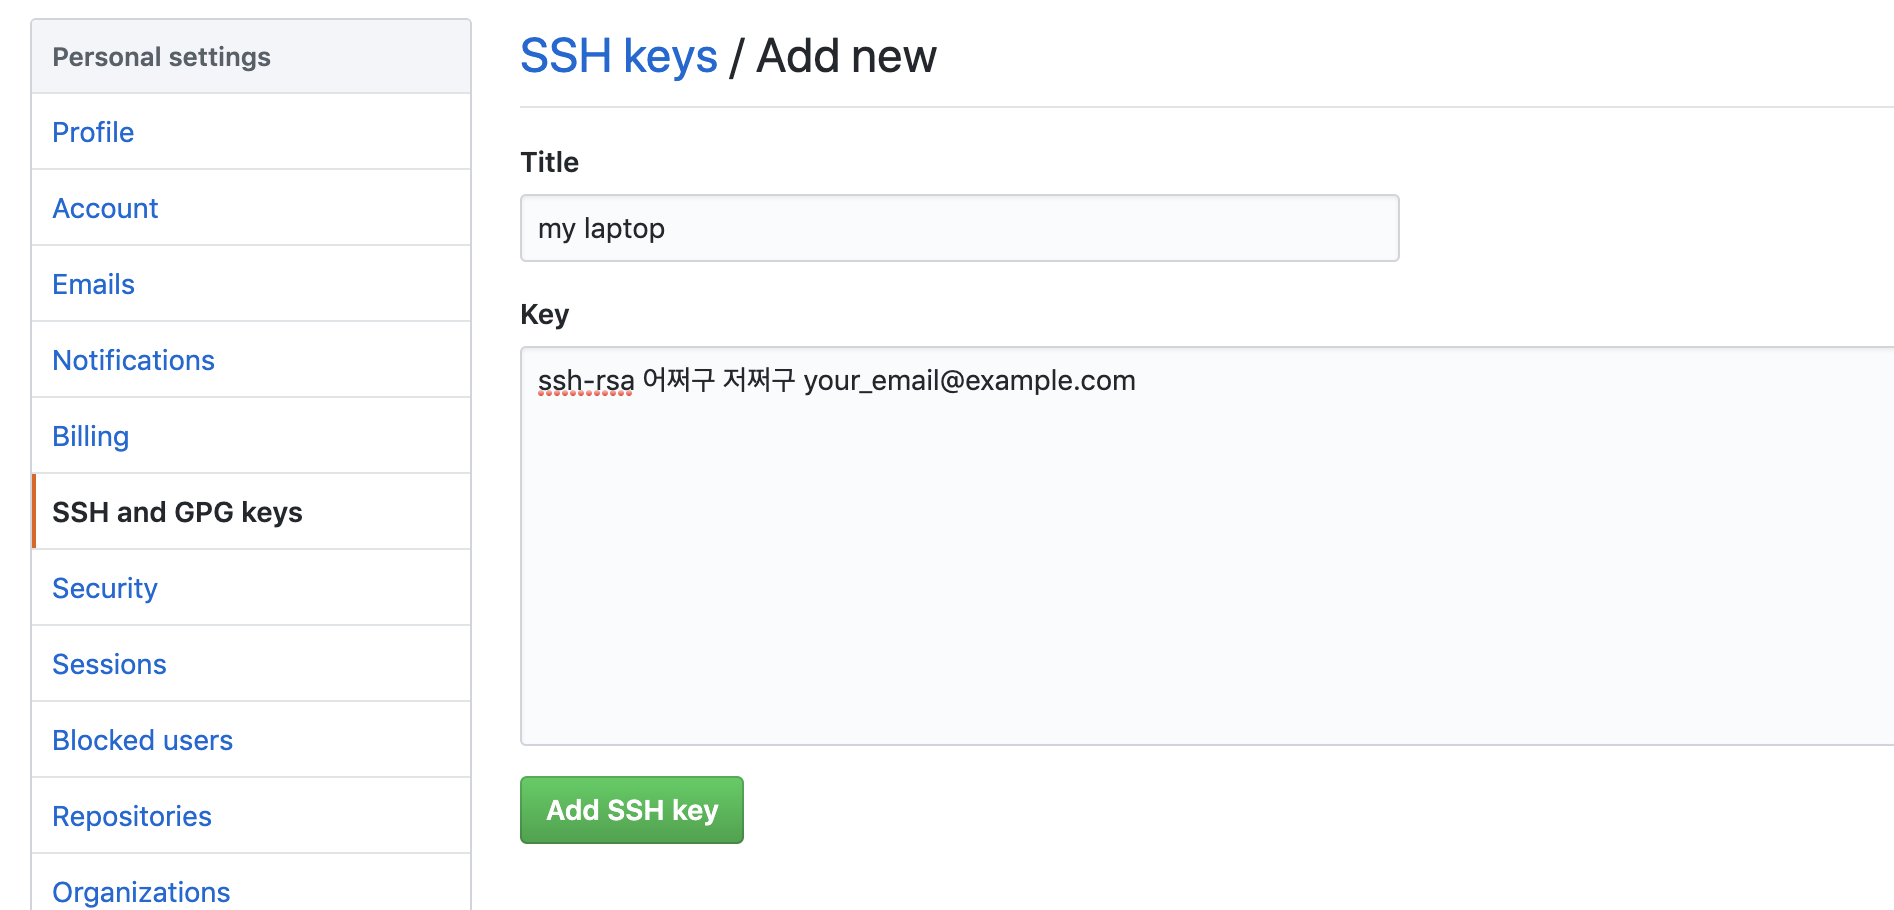 Personal settings
Profile
Account
Emails
Notifications
Billing
SSH and GPG keys
Security
Sessions
Blocked users
Repositories
Organizations
SSH keys / Add new
Title
my laptop
Key
ssh-rsa 어쩌구 저쩌구 your_email@example.com
Add SSH key